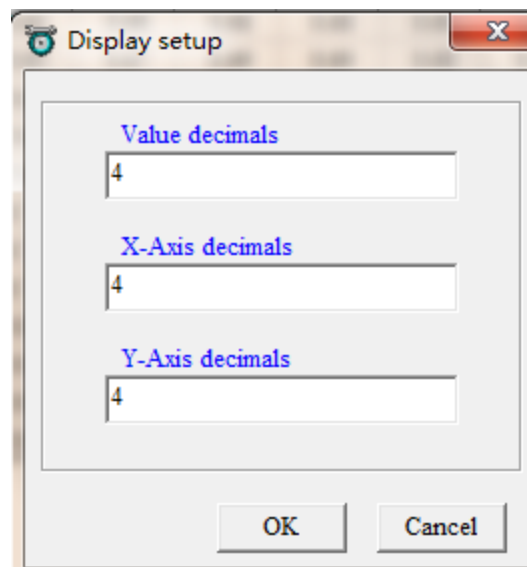 Display setup
Value decimals
4
X-Axis decimals
4
Y-Axis decimals
4
OK
Cancel